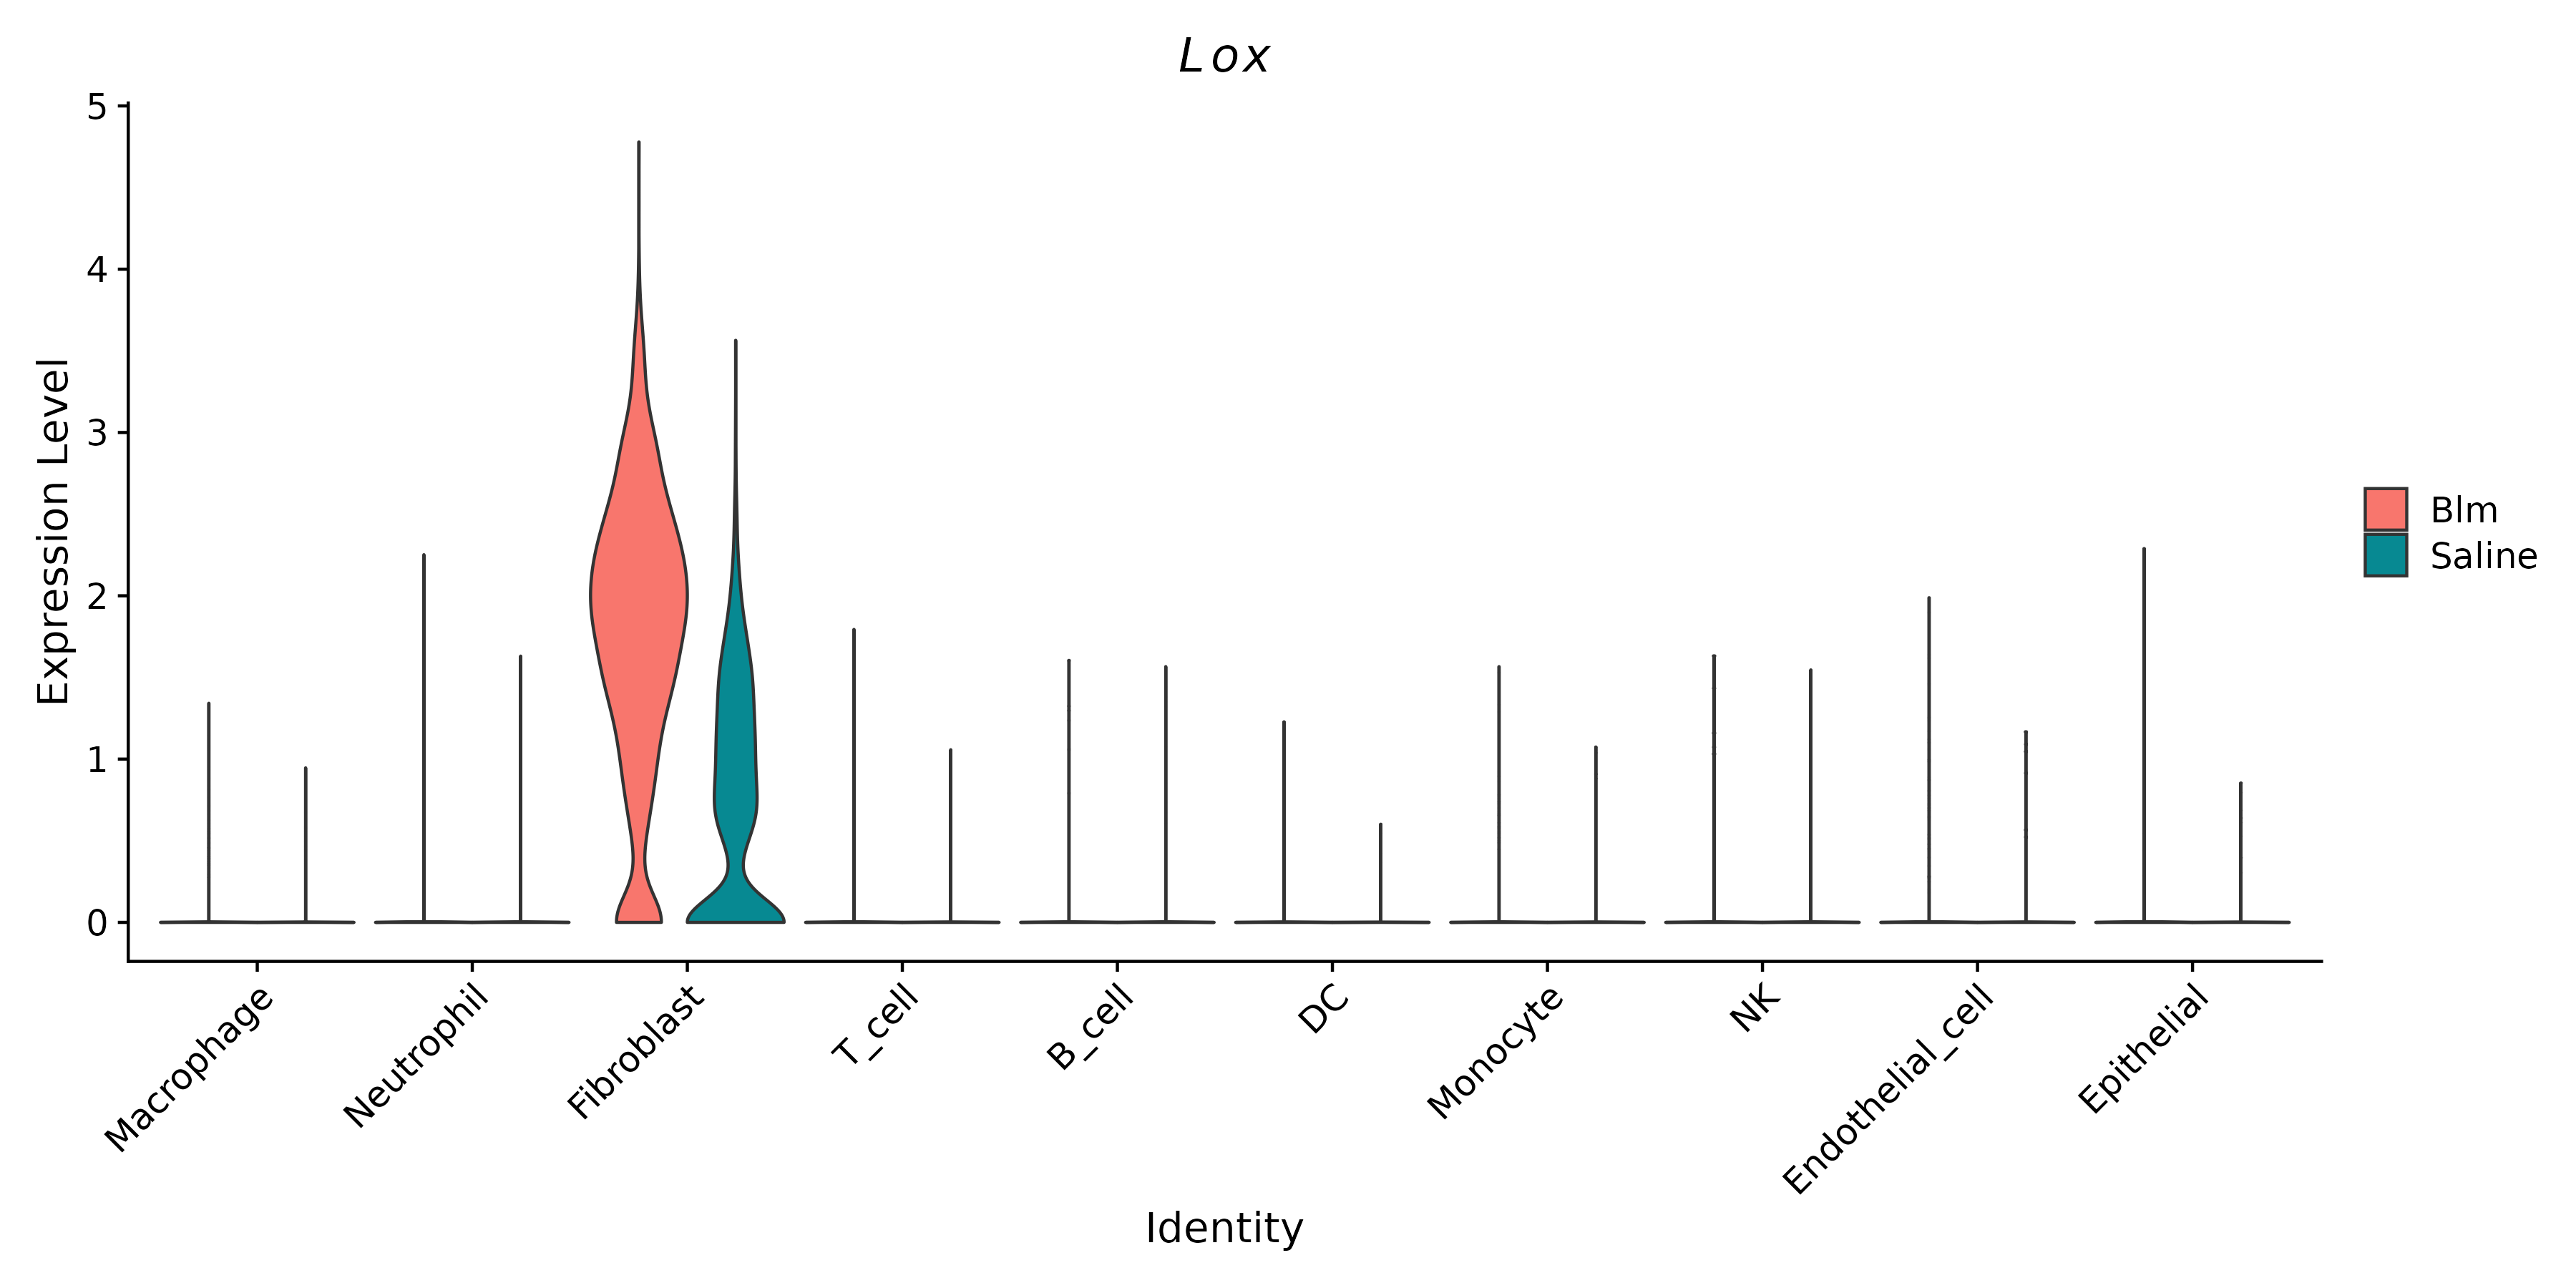 Lox
5
4
3
2
1
0
Expression Level
Macrophage
Neutrophil
Fibroblast
T_cell
B_cell
DC
Monocyte
NK
Endothelial_cell
Epithelial
Identity
Blm
Saline